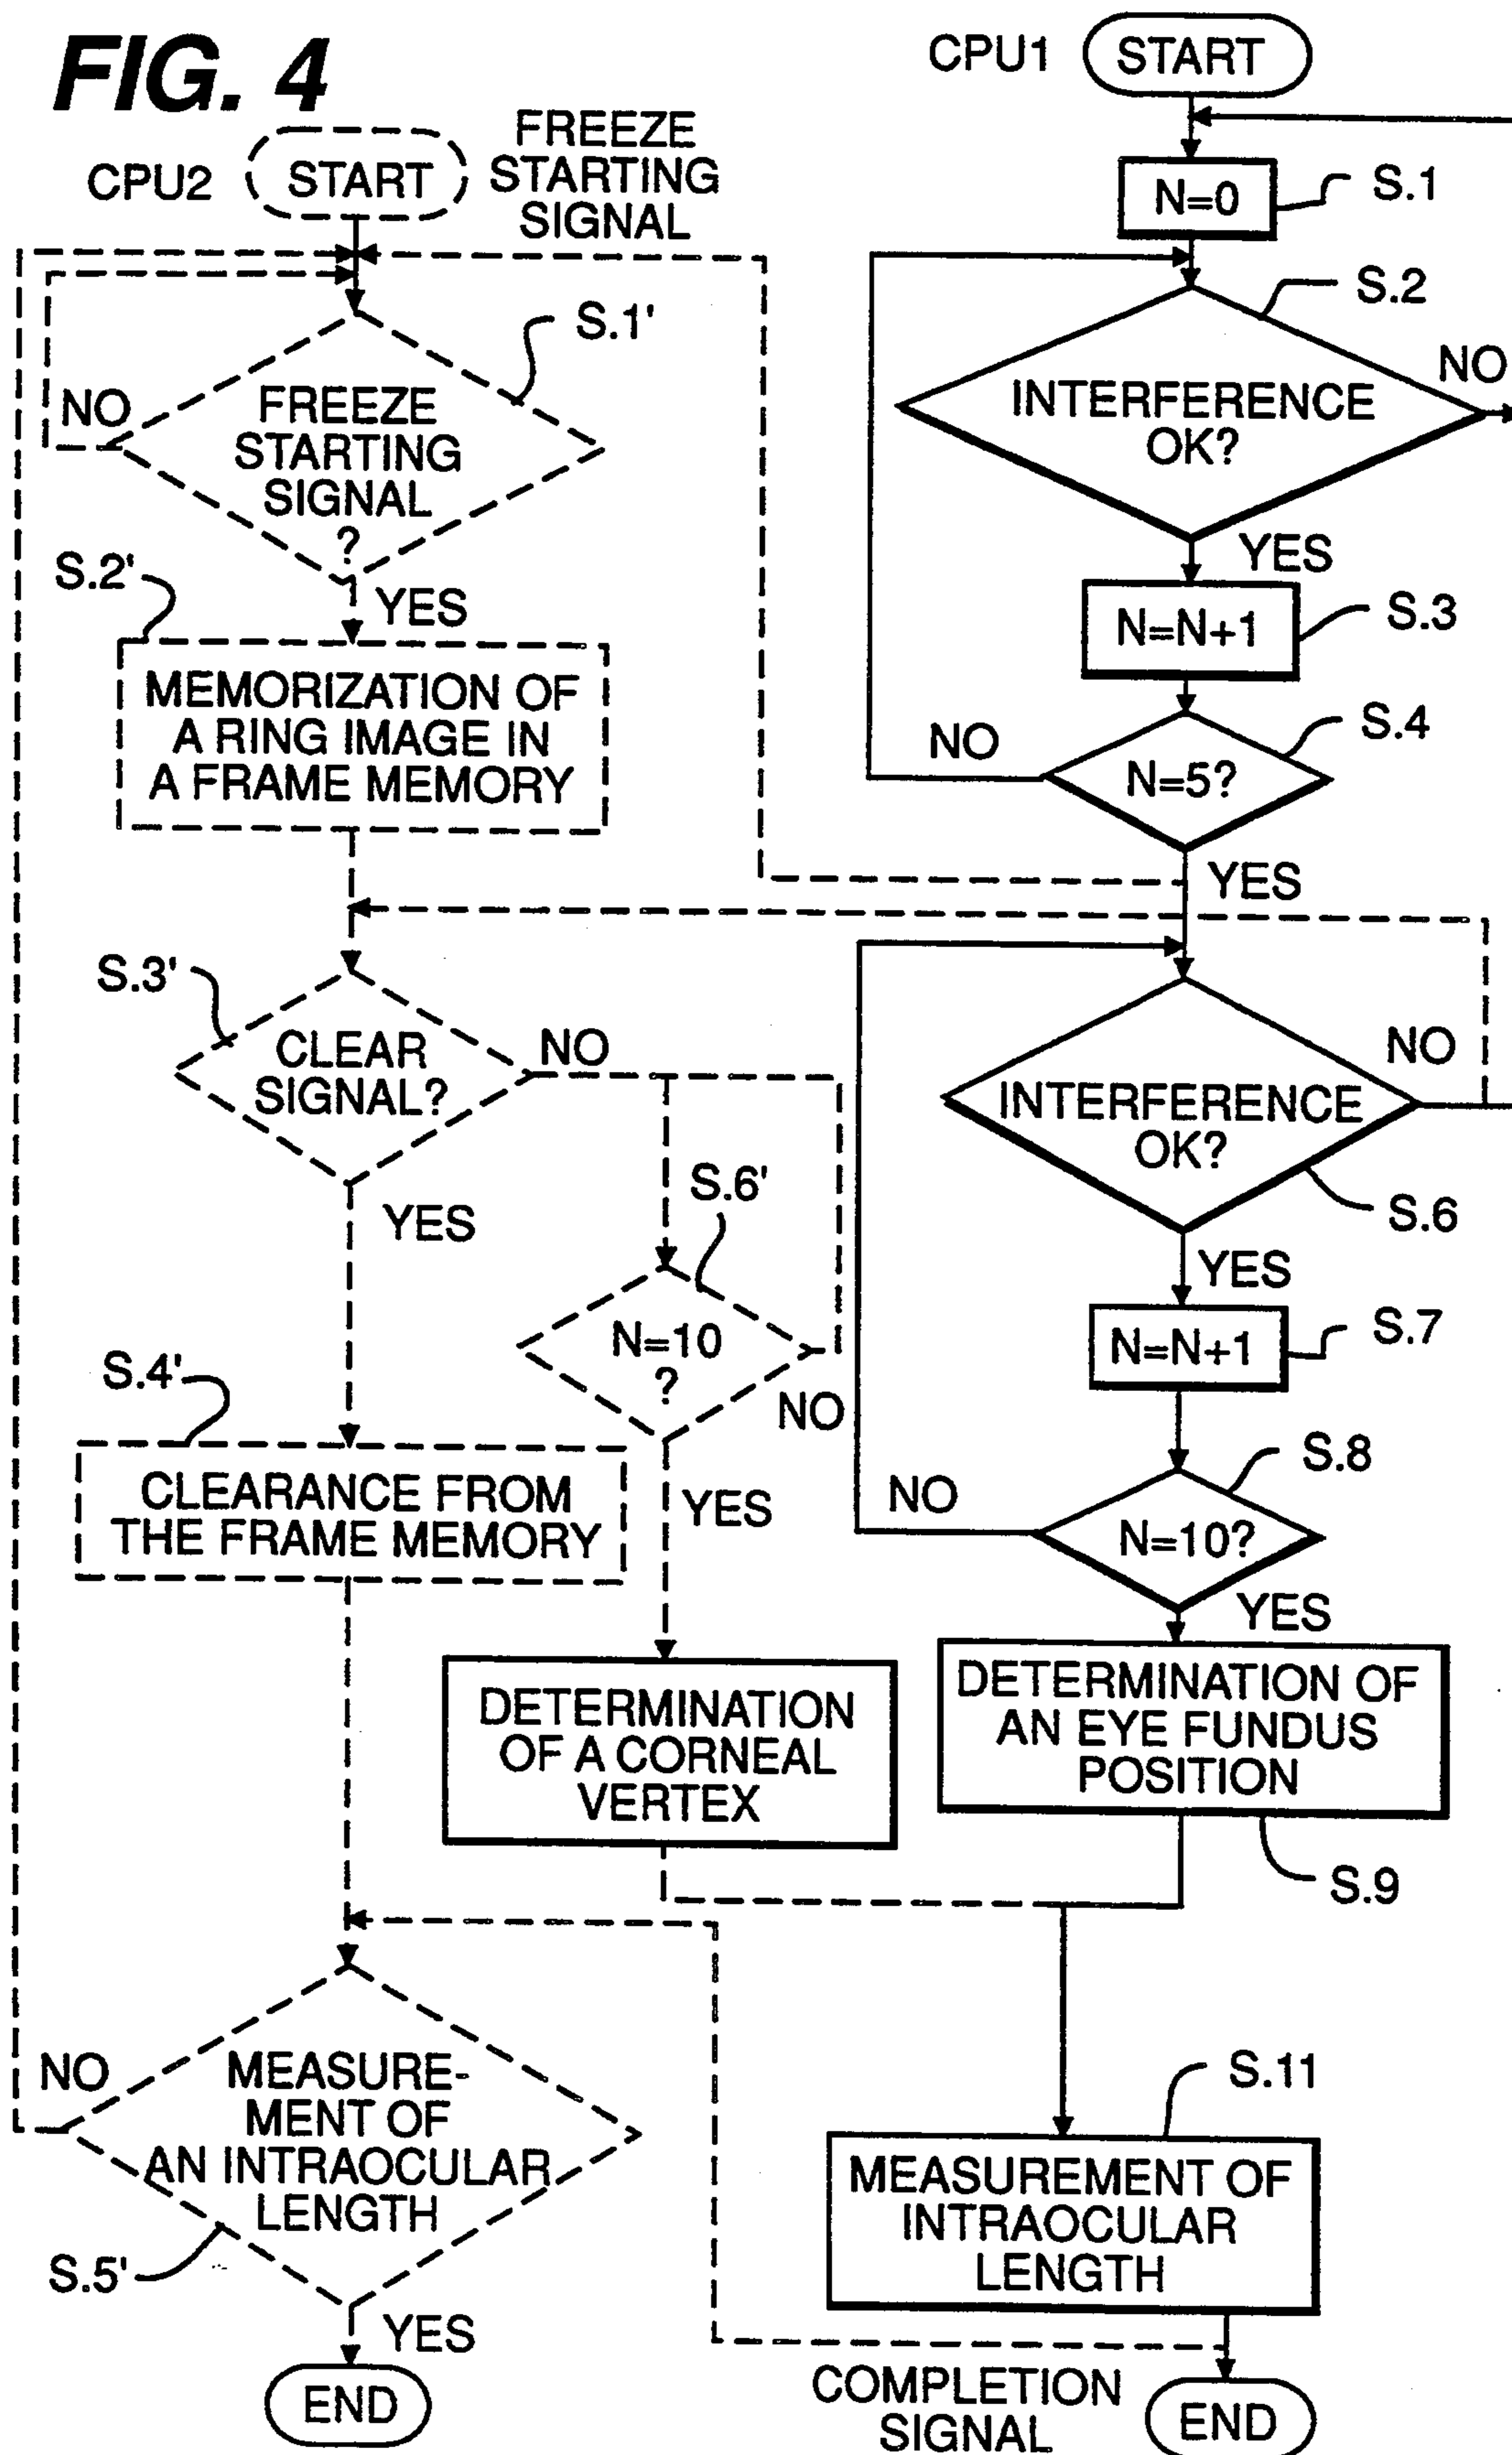 FIG. 4
CPU1
START
CPU2
START
FREEZE
STARTING
SIGNAL
N=0
S.1
S.2
INTERFERENCE
OK?
NO
YES
N=N+1
S.3
S.4
N=5?
NO
YES
S.1'
FREEZE
STARTING
SIGNAL
?
NO
YES
S.2'
MEMORIZATION OF
A RING IMAGE IN
A FRAME MEMORY
S.3'
CLEAR
SIGNAL?
NO
YES
S.6'
N=10
?
NO
YES
S.4'
CLEARANCE FROM
THE FRAME MEMORY
INTERFERENCE
OK?
NO
S.6
YES
N=N+1
S.7
S.8
N=10?
NO
YES
DETERMINATION
OF A CORNEAL
VERTEX
DETERMINATION OF
AN EYE FUNDUS
POSITION
S.9
NO
MEASURE-
MENT OF
AN INTRAOCULAR
LENGTH
S.5'
YES
END
S.11
MEASUREMENT OF
INTRAOCULAR
LENGTH
COMPLETION
SIGNAL
END